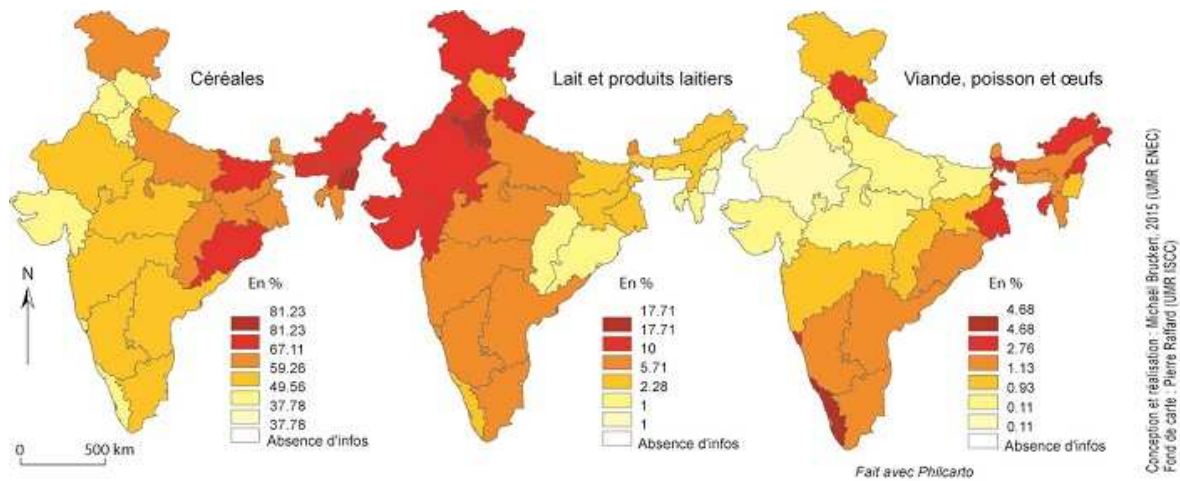 Céréales
Lait et produits laitiers
Viande, poisson et œufs
N
0 500 km
En %
81.23
81.23
67.11
59.26
49.56
37.78
37.78
Absence d'infos
En %
17.71
17.71
10
5.71
2.28
1
1
Absence d'infos
En %
4.68
4.68
2.76
1.13
0.93
0.11
0.11
Absence d'infos
Fait avec Philcarto
Conception et réalisation : Michaël Bruckert, 2015 (UMR ENEC)
Fond de carte : Pierre Raffard (UMR ISCC)